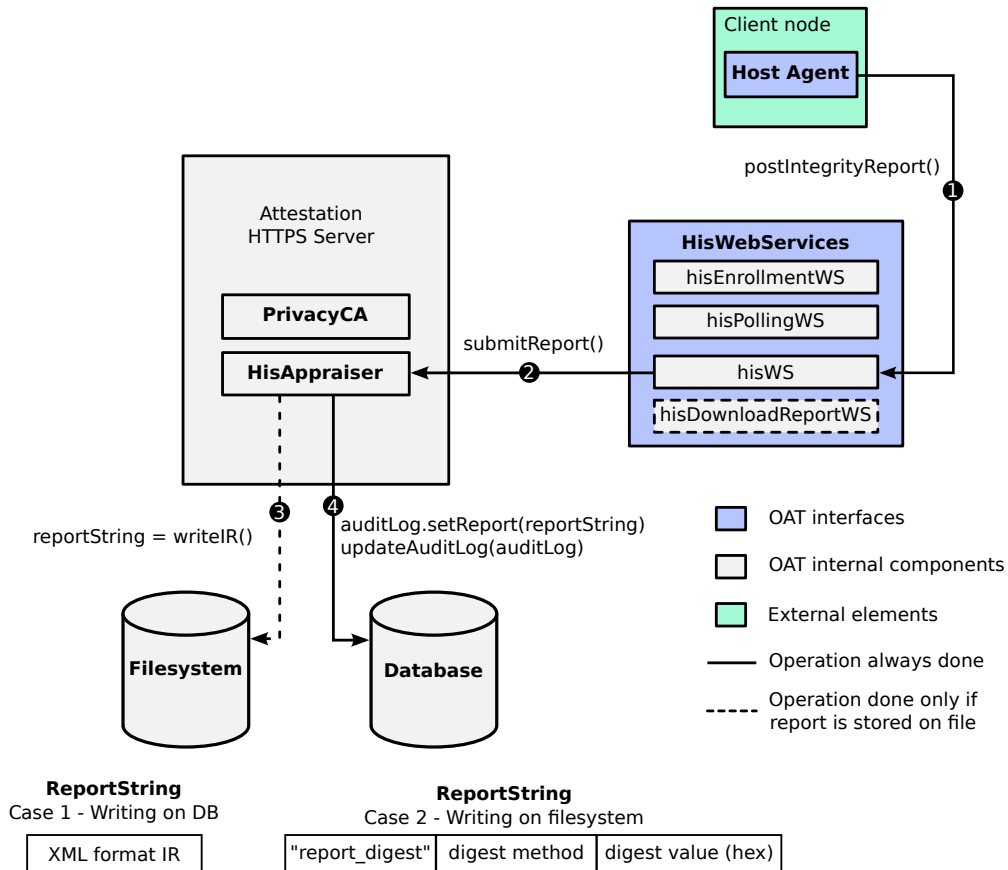 Client node
Host Agent
postIntegrityReport()
1
Attestation
HTTPS Server
PrivacyCA
HisAppraiser
submitReport()
2
HisWebServices
hisEnrollmentWS
hisPollingWS
hisWS
hisDownloadReportWS
3
reportString = writeIR()
4
auditLog.setReport(reportString)
updateAuditLog(auditLog)
Filesystem
Database
OAT interfaces
OAT internal components
External elements
Operation always done
Operation done only if
report is stored on file
ReportString
Case 1 - Writing on DB
XML format IR
ReportString
Case 2 - Writing on filesystem
"report_digest"
digest method
digest value (hex)